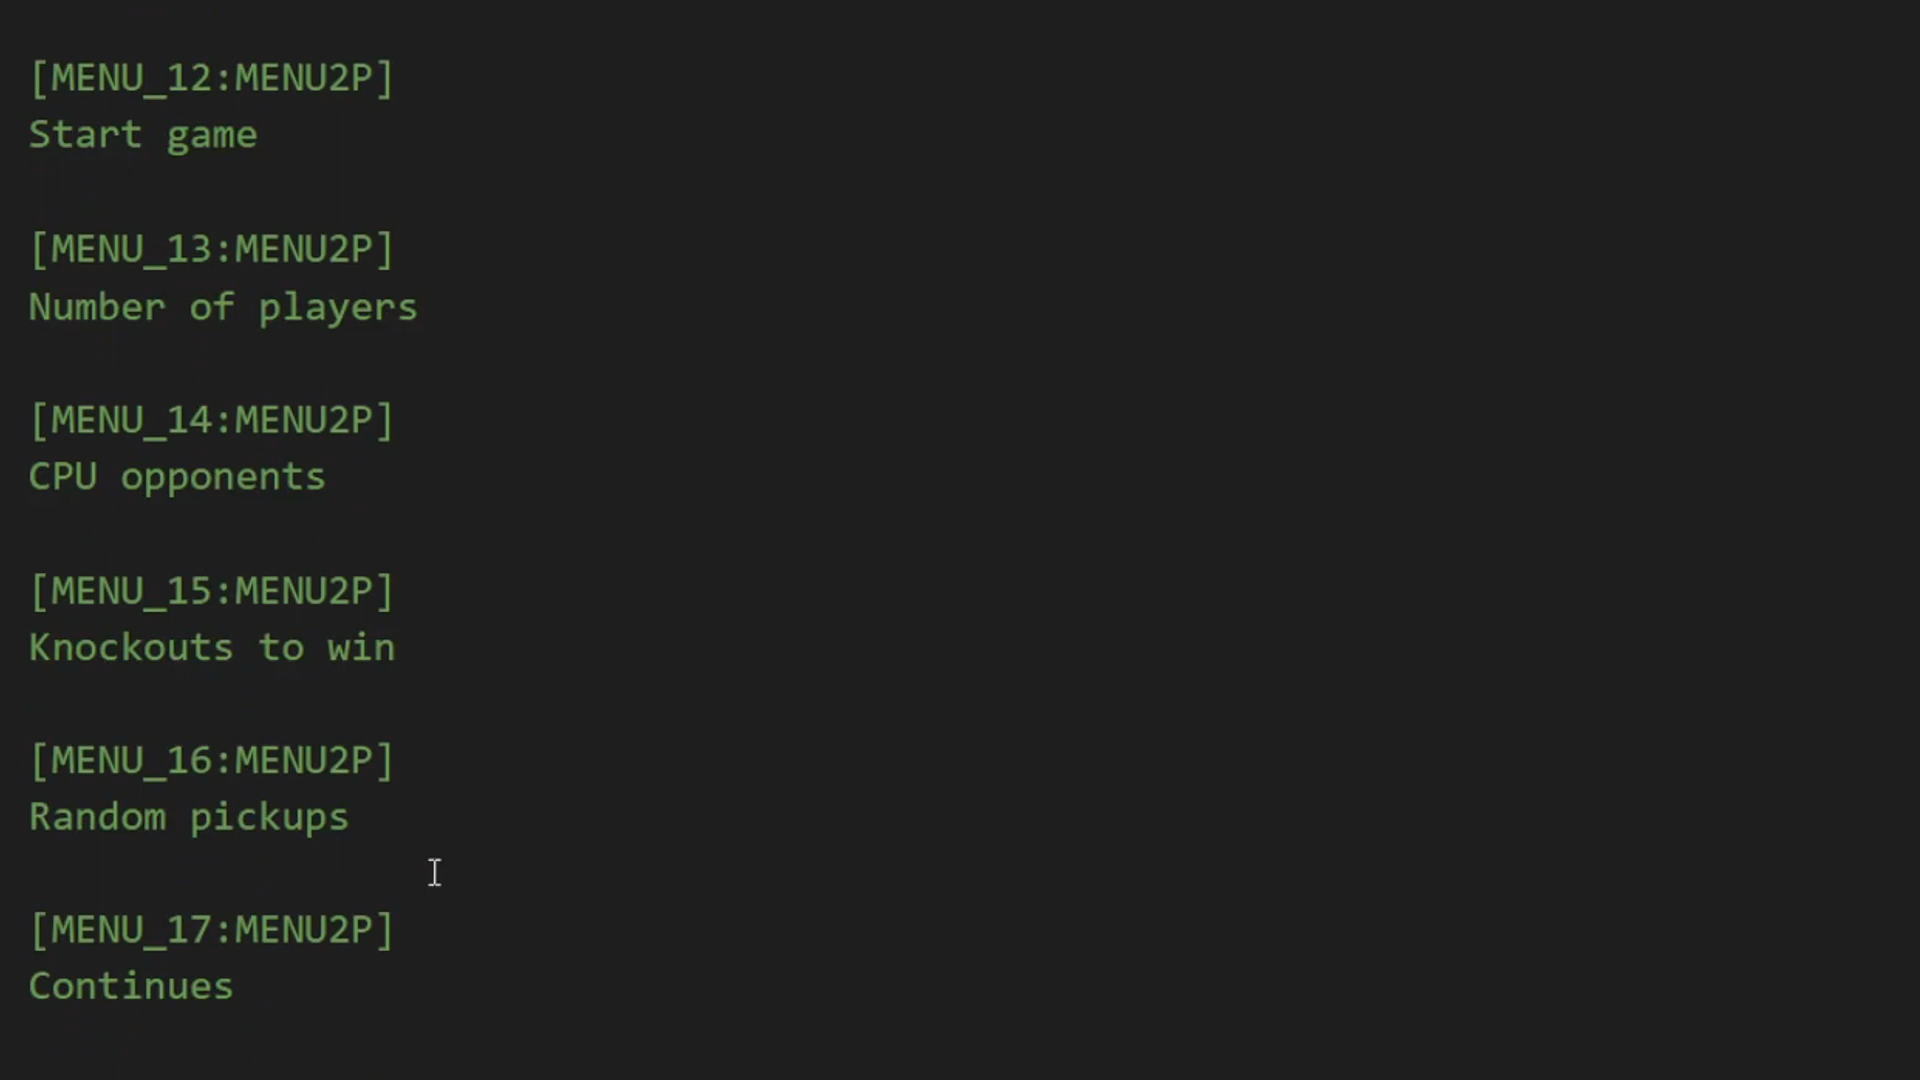 [MENU_12:MENU2P]
Start game
[MENU_13:MENU2P]
Number of players
[MENU_14:MENU2P]
CPU opponents
[MENU_15:MENU2P]
Knockouts to win
[MENU_16:MENU2P]
Random pickups
[MENU_17:MENU2P]
Continues